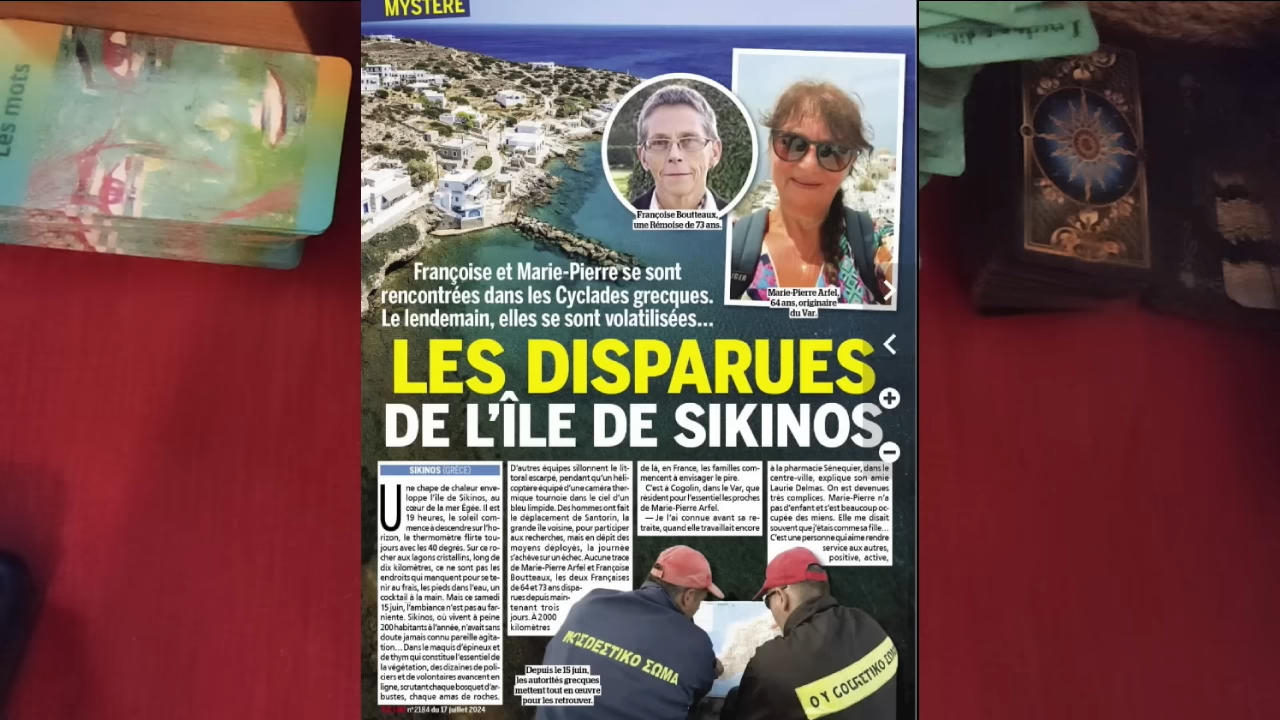 MYSTÈRE
Les mots
Françoise Boutteaux,
une Rémoise de 73 ans.
Marie-Pierre Arfel,
64 ans, originaire
du Var.
Françoise et Marie-Pierre se sont
rencontrées dans les Cyclades grecques.
Le lendemain, elles se sont volatilisées...
LES DISPARUES
DE L'ÎLE DE SIKINOS
SIKINOS (GRÈCE)
Une chape de chaleur enve-
loppe l'île de Sikinos, au
cœur de la mer Égée. Il est
19 heures, le soleil com-
mence à descendre sur l'ho-
rizon, le thermomètre flirte tou-
jours avec les 40 degrés. Sur ce ro-
cher aux lagons cristallins, long de
dix kilomètres, ce ne sont pas les
endroits qui manquent pour se te-
nir au frais, les pieds dans l'eau, un
cocktail à la main. Mais ce samedi
15 juin, l'ambiance n'est pas au far-
niente. Sikinos, où vivent à peine
200 habitants à l'année, n'avait sans
doute jamais connu pareille agita-
tion... Dans le maquis d'épineux et
de thym qui constitue l'essentiel de
la végétation, des dizaines de poli-
ciers et de volontaires avancent en
ligne, scrutant chaque bosquet d'ar-
bustes, chaque amas de roches.
D'autres équipes sillonnent le lit-
toral escarpé, pendant qu'un héli-
coptère équipé d'une caméra ther-
mique tournoie dans le ciel d'un
bleu limpide. Des hommes ont fait
le déplacement de Santorin, la
grande île voisine, pour participer
aux recherches, mais en dépit des
moyens déployés, la journée
s'achève sur un échec. Aucune trace
de Marie-Pierre Arfel et Françoise
Boutteaux, les deux Françaises
de 64 et 73 ans dispa-
rues depuis main-
tenant trois
jours. À 2000
kilomètres
de là, en France, les familles com-
mencent à envisager le pire.
C'est à Cogolin, dans le Var, que
résident pour l'essentiel les proches
de Marie-Pierre Arfel.
— Je l'ai connue avant sa re-
traite, quand elle travaillait encore
à la pharmacie Sénequier, dans le
centre-ville, explique son amie
Laurie Delmas. On est devenues
très complices. Marie-Pierre n'a
pas d'enfant et s'est beaucoup oc-
cupée des miens. Elle me disait
souvent que j'étais comme sa fille...
C'est une personne qui aime rendre
service aux autres,
positive, active,
Depuis le 15 juin,
les autorités grecques
mettent tout en œuvre
pour les retrouver.
ΣΩΜΑ
n°2184 du 17 juillet 2024